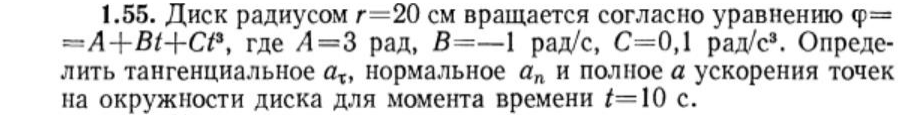 1.55. Диск радиусом r=20 см вращается согласно уравнению φ=
=A+Bt+Ct³, где A=3 рад, B=—1 рад/с, C=0,1 рад/с³. Опреде-
лить тангенциальное aτ, нормальное aₙ и полное a ускорения точек
на окружности диска для момента времени t=10 с.